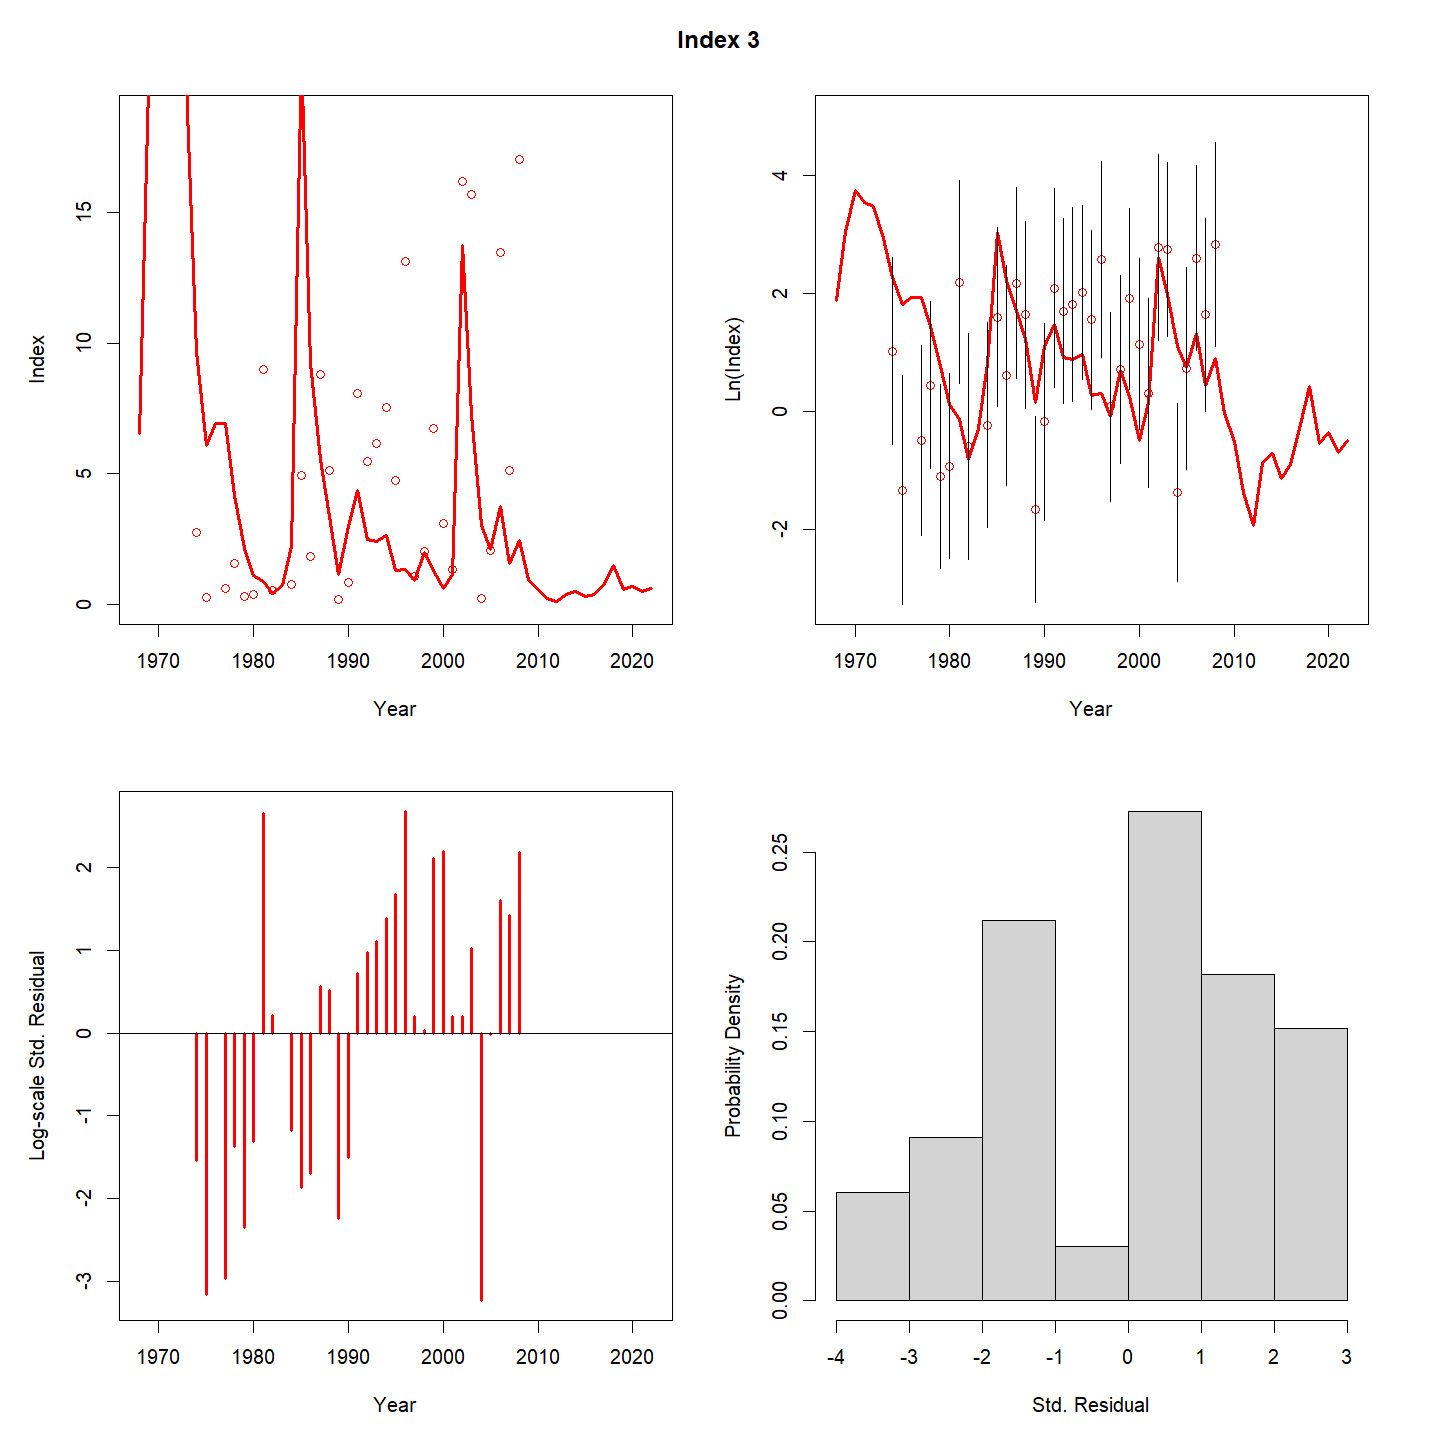 Index 3
Index
0 5 10 15
1970 1980 1990 2000 2010 2020
Year
Ln(Index)
-2 0 2 4
1970 1980 1990 2000 2010 2020
Year
Log-scale Std. Residual
-3 -2 -1 0 1 2
1970 1980 1990 2000 2010 2020
Year
Probability Density
0.00 0.05 0.10 0.15 0.20 0.25
-4 -3 -2 -1 0 1 2 3
Std. Residual